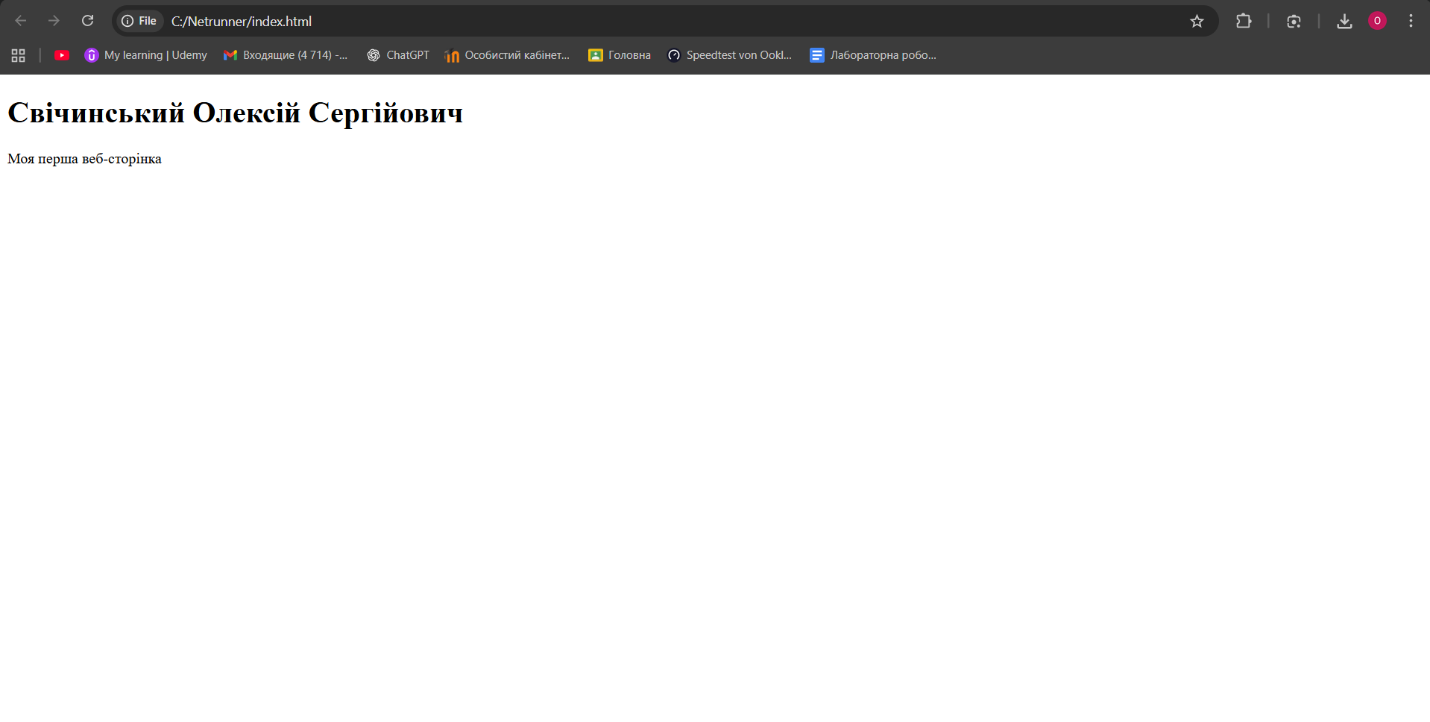 File C:/Netrunner/index.html O
My learning | Udemy Входящие (4 714) -... ChatGPT Особистий кабінет... Головна Speedtest von Ookl... Лабораторна робо...
Свічинський Олексій Сергійович
Моя перша веб-сторінка